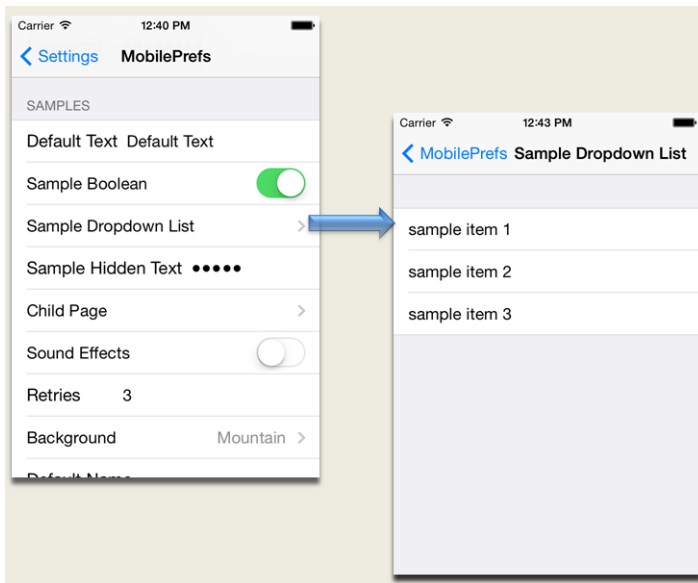 Carrier 12:40 PM
Settings MobilePrefs
SAMPLES
Default Text Default Text
Sample Boolean
Sample Dropdown List
Sample Hidden Text •••••
Child Page
Sound Effects
Retries 3
Background Mountain
Default Name
Carrier 12:43 PM
MobilePrefs Sample Dropdown List
sample item 1
sample item 2
sample item 3